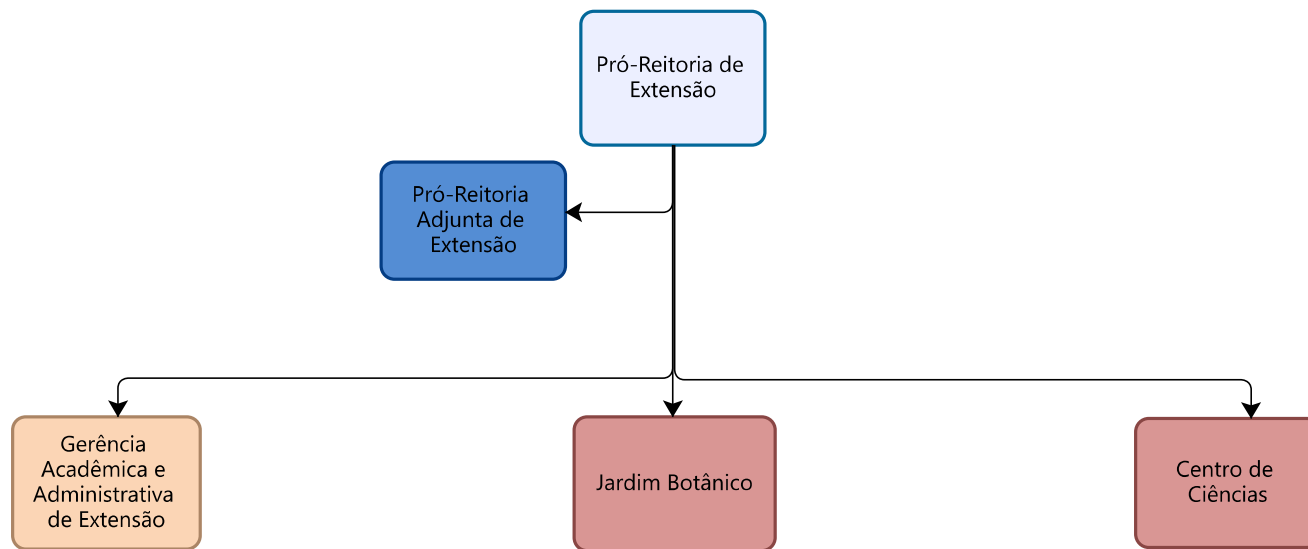 Pró-Reitoria de
Extensão
Pró-Reitoria
Adjunta de
Extensão
Gerência
Acadêmica e
Administrativa
de Extensão
Jardim Botânico
Centro de
Ciências